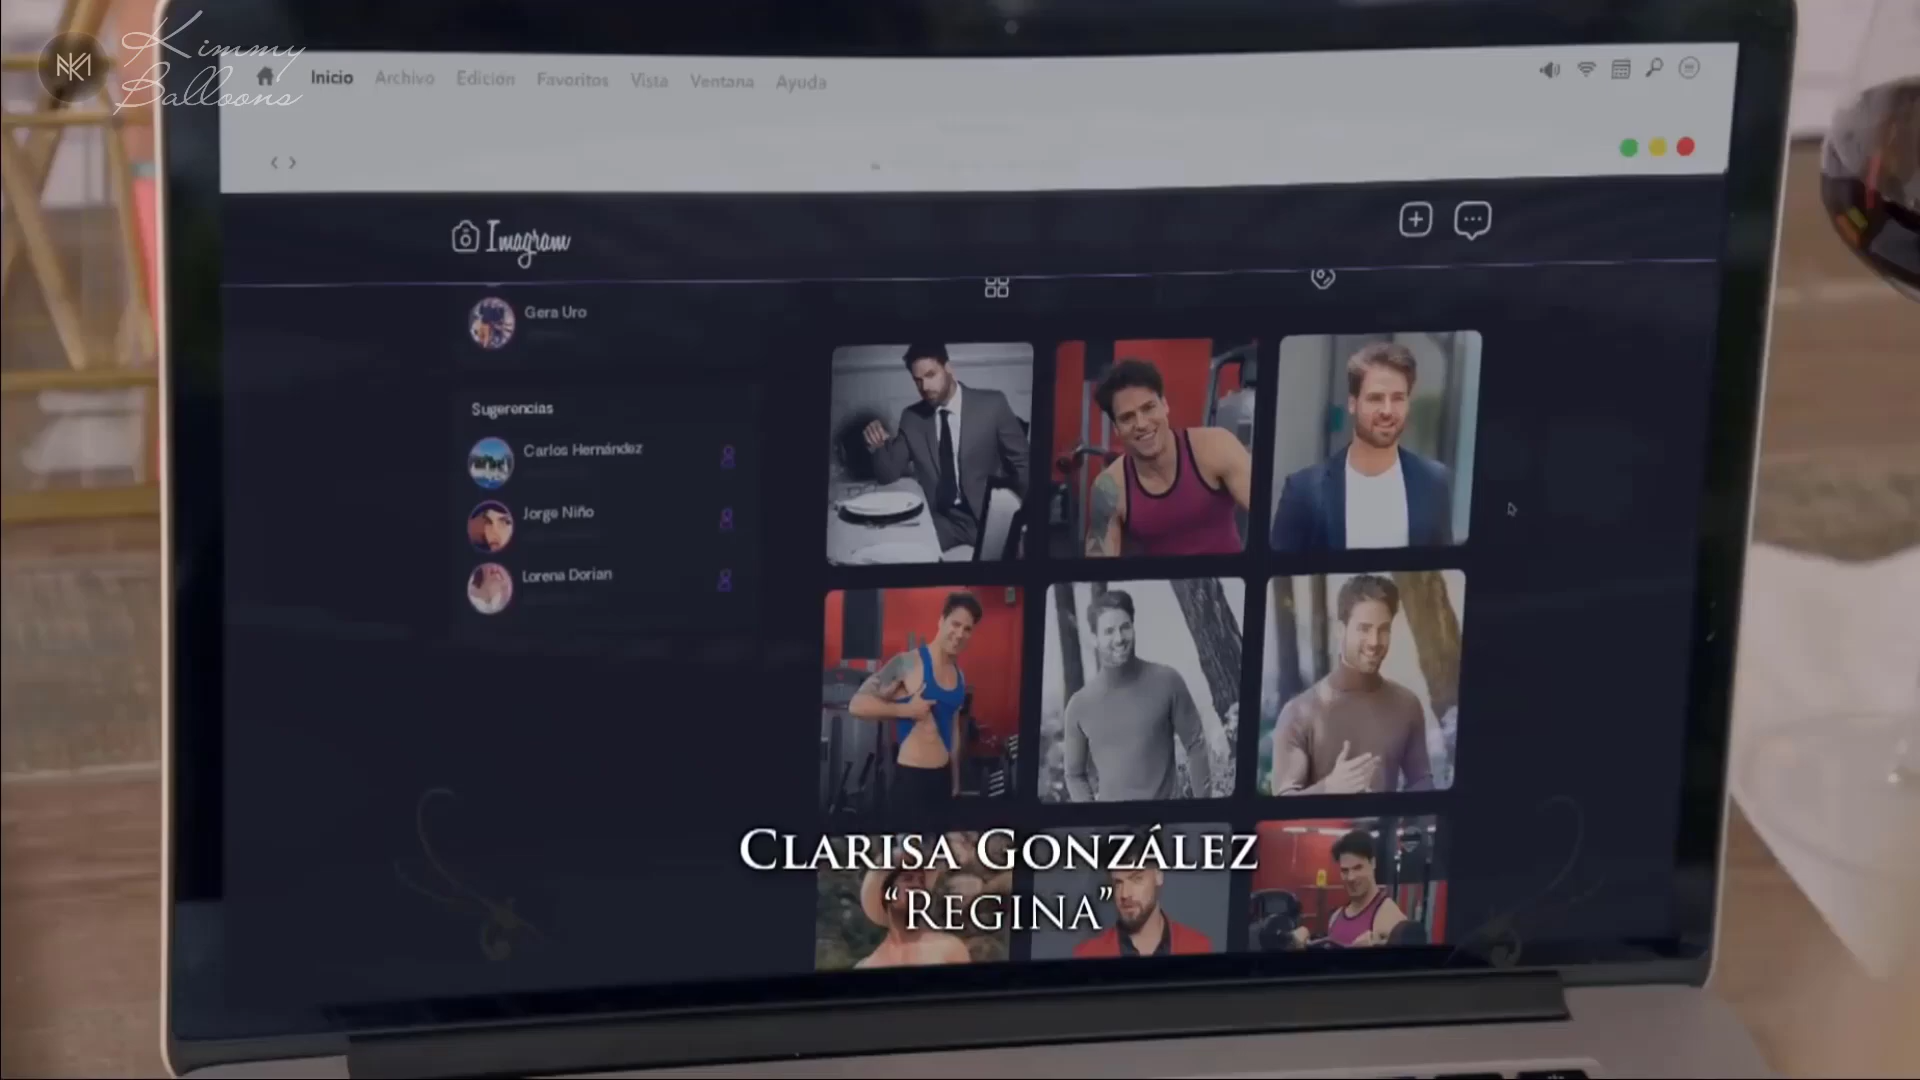 Kimmy
Balloons
Inicio Archivo Edición Favoritos Vista Ventana Ayuda
Imagram
Gera Uro
Sugerencias
Carlos Hernández
Jorge Niño
Lorena Dorian
CLARISA GONZÁLEZ
“REGINA”